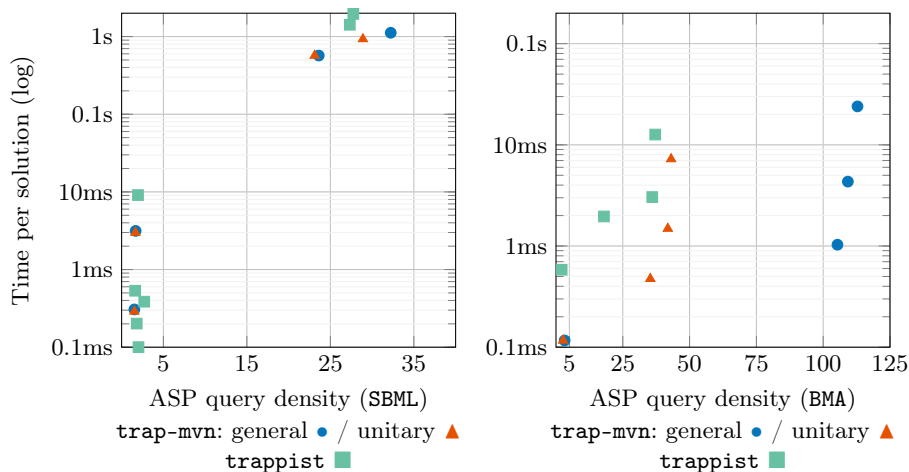 Time per solution (log)
1s
0.1s
10ms
1ms
0.1ms
5 15 25 35
ASP query density (SBML)
trap-mvn: general / unitary
trappist
0.1s
10ms
1ms
0.1ms
5 25 50 75 100 125
ASP query density (BMA)
trap-mvn: general / unitary
trappist